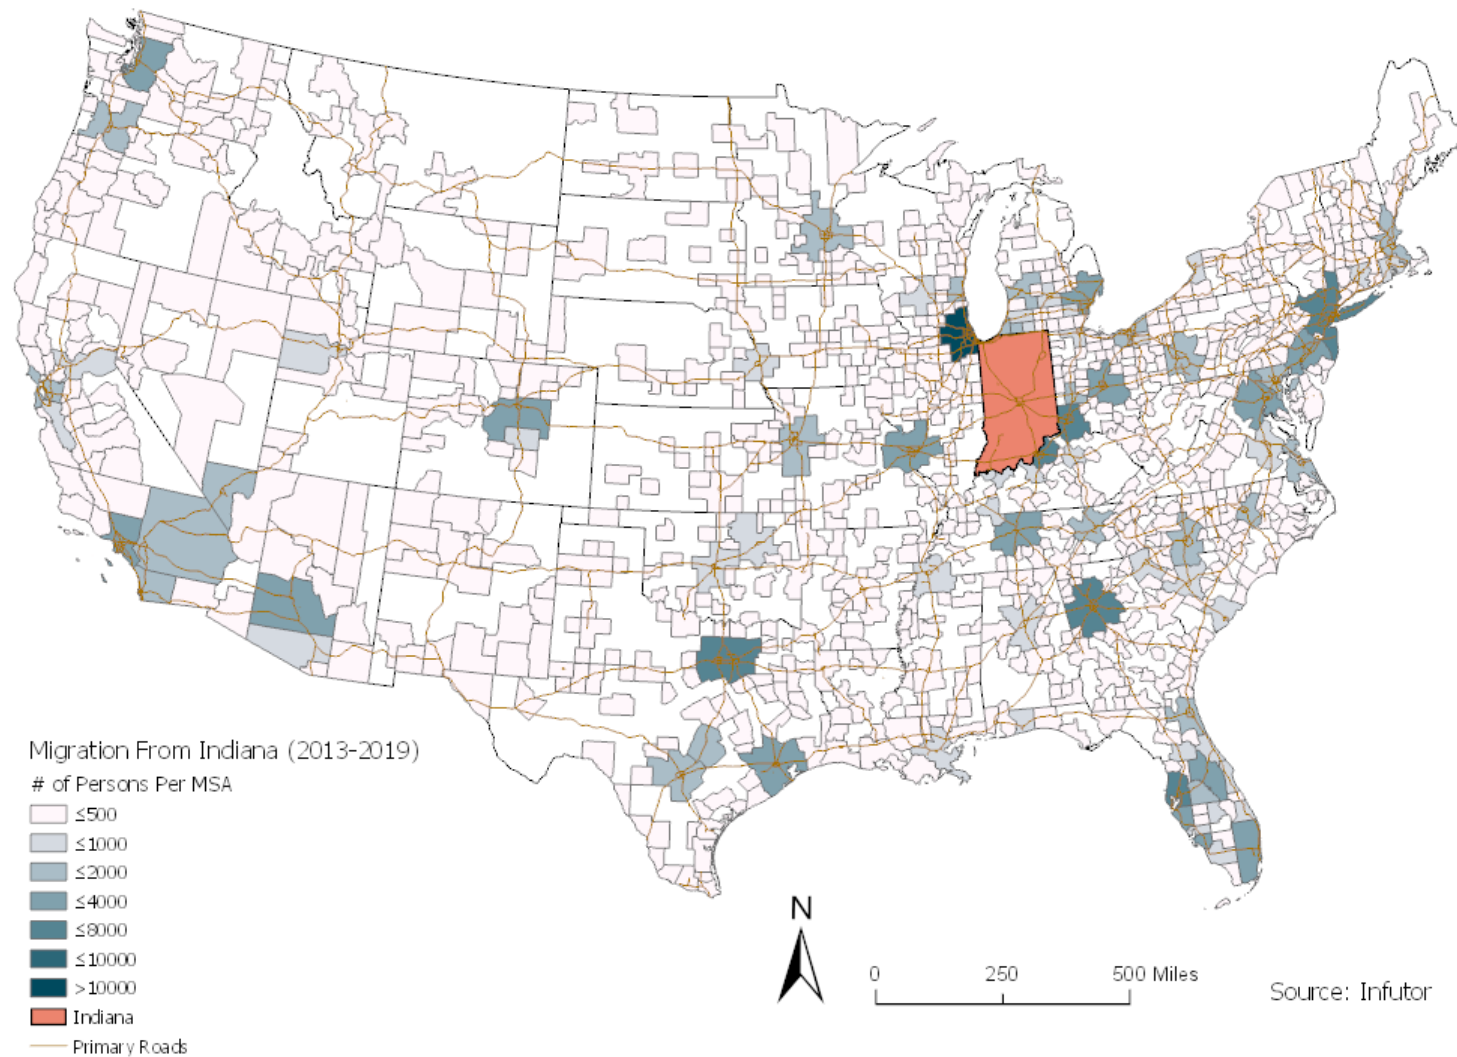 Migration From Indiana (2013-2019)
# of Persons Per MSA
≤500
≤1000
≤2000
≤4000
≤8000
≤10000
>10000
Indiana
Primary Roads
N
0 250 500 Miles
Source: Infutor